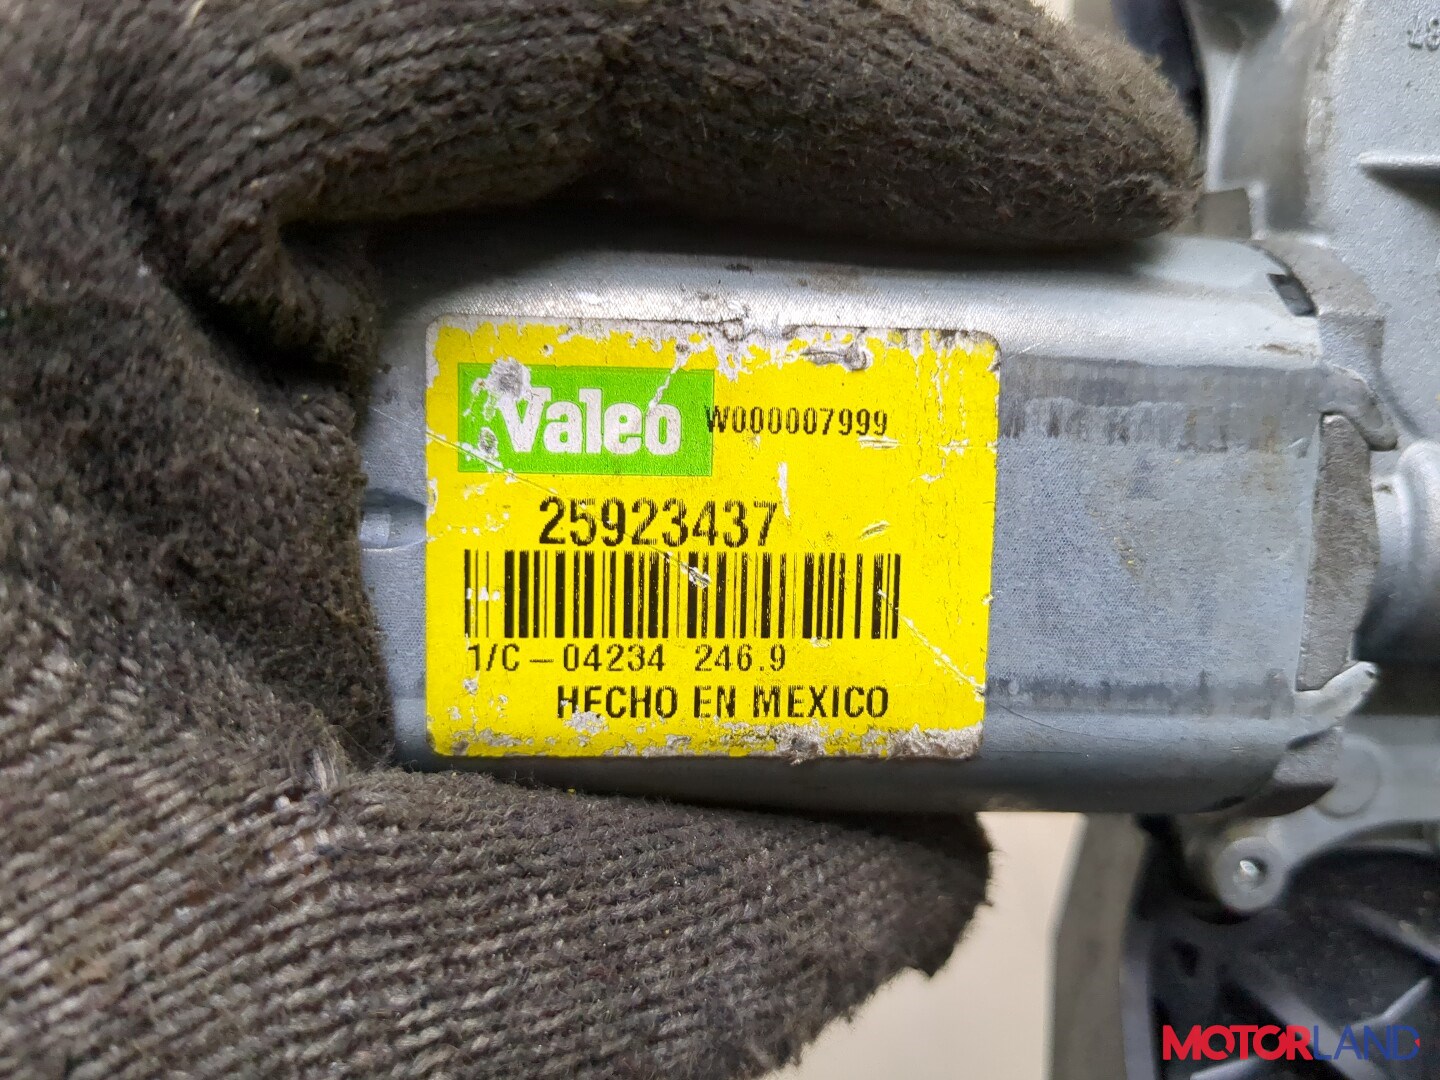 Valeo W000007999
25923437
1/C-04234 246.9
HECHO EN MEXICO
MOTORLAND